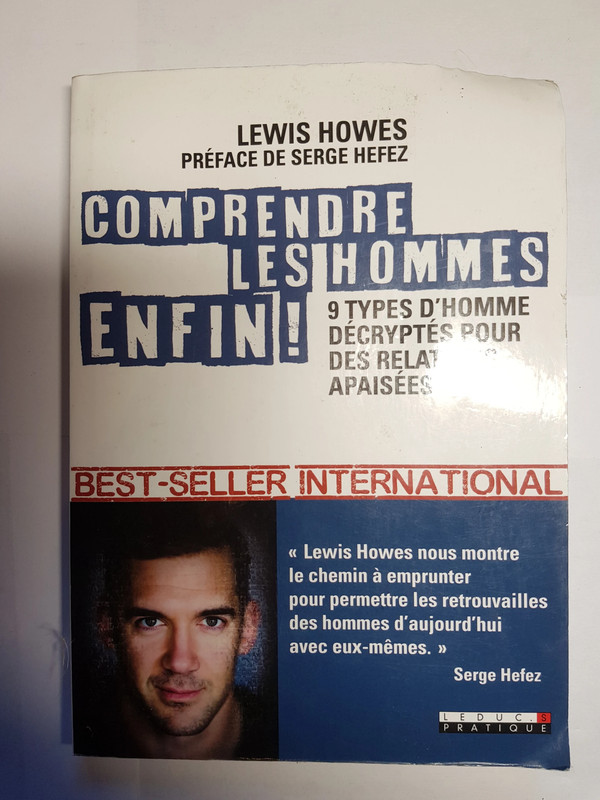 LEWIS HOWES
PRÉFACE DE SERGE HEFEZ
COMPRENDRE
LES HOMMES
ENFIN!
9 TYPES D'HOMME
DÉCRYPTÉS POUR
DES
APAISÉES
BEST-SELLER INTERNATIONAL
« Lewis Howes nous montre
le chemin à emprunter
pour permettre les retrouvailles
des hommes d'aujourd'hui
avec eux-mêmes. »
Serge Hefez
LEDUC.S
PRATIQUE